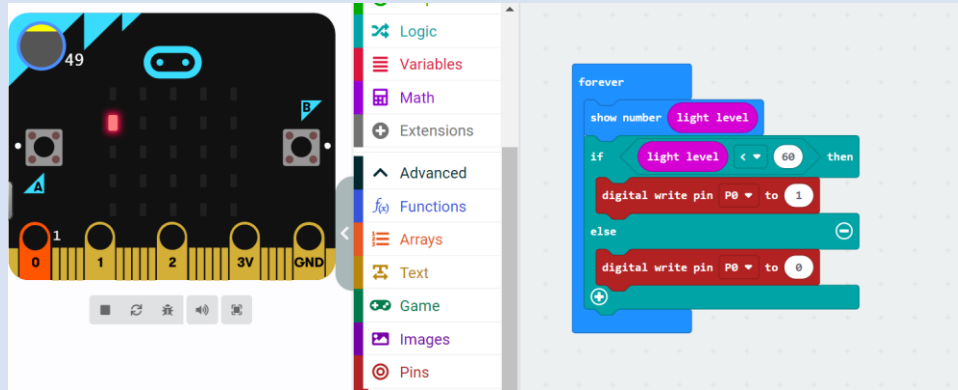 49
B
A
1
0
1
2
3V
GND
Logic
Variables
Math
Extensions
Advanced
f(x) Functions
Arrays
Text
Game
Images
Pins
forever
show number light level
if light level < 60 then
digital write pin P0 to 1
else
digital write pin P0 to 0